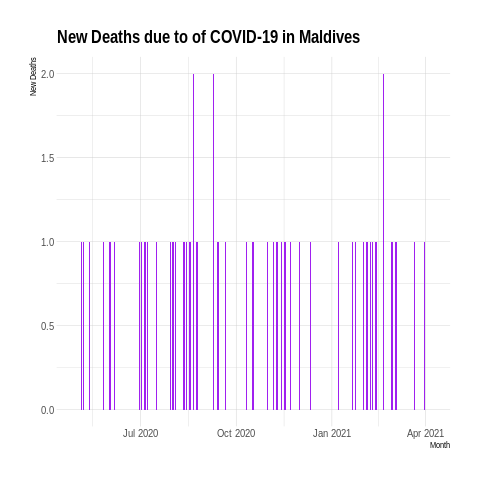 New Deaths due to of COVID-19 in Maldives
New Deaths
2.0
1.5
1.0
0.5
0.0
Jul 2020 Oct 2020 Jan 2021 Apr 2021
Month